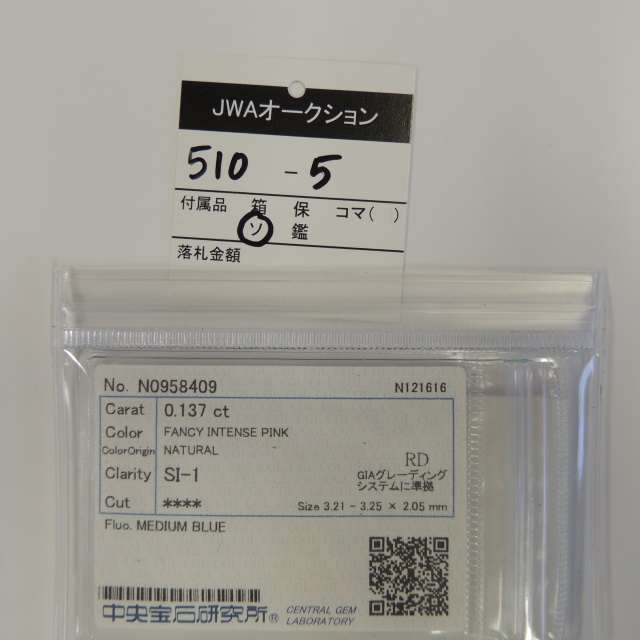 JWAオークション
510 - 5
付属品 箱 保 コマ( )
ソ 鑑
落札金額
No. N0958409 N121616
Carat 0.137 ct
Color FANCY INTENSE PINK
ColorOrigin NATURAL
Clarity SI-1
RD
GIAグレーディング
システムに準拠
Cut ****
Size 3.21 - 3.25 × 2.05 mm
Fluo. MEDIUM BLUE
中央宝石研究所® CENTRAL GEM
LABORATORY